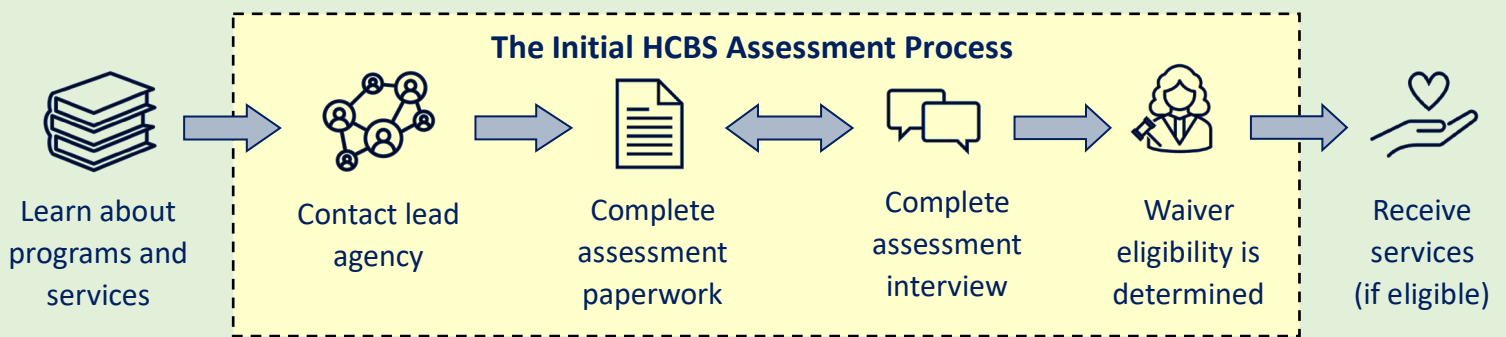 The Initial HCBS Assessment Process
Learn about
programs and
services
Contact lead
agency
Complete
assessment
paperwork
Complete
assessment
interview
Waiver
eligibility is
determined
Receive
services
(if eligible)